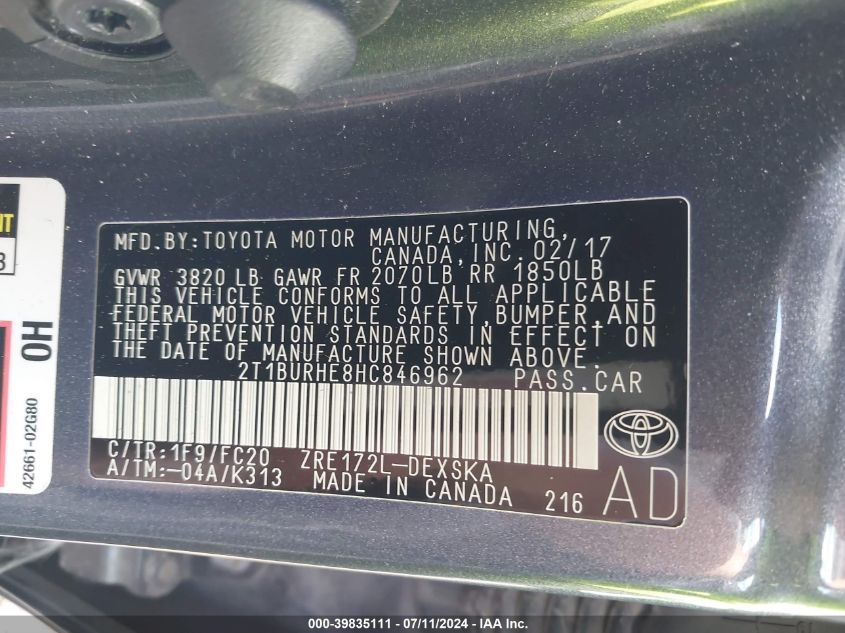 MFD.BY:TOYOTA MOTOR MANUFACTURING,
CANADA,INC. 02/17
GVWR 3820 LB GAWR FR 2070LB RR 1850LB
THIS VEHICLE CONFORMS TO ALL APPLICABLE
FEDERAL MOTOR VEHICLE SAFETY,BUMPER,AND
THEFT PREVENTION STANDARDS IN EFFECT ON
THE DATE OF MANUFACTURE SHOWN ABOVE.
2T1BURHE8HC846962 PASS.CAR
C/TR:1F9/FC20 ZRE172L-DEXSKA
A/TM:-04A/K313 MADE IN CANADA 216 AD
OH
42661-02G80
000-39835111 - 07/11/2024 - IAA Inc.